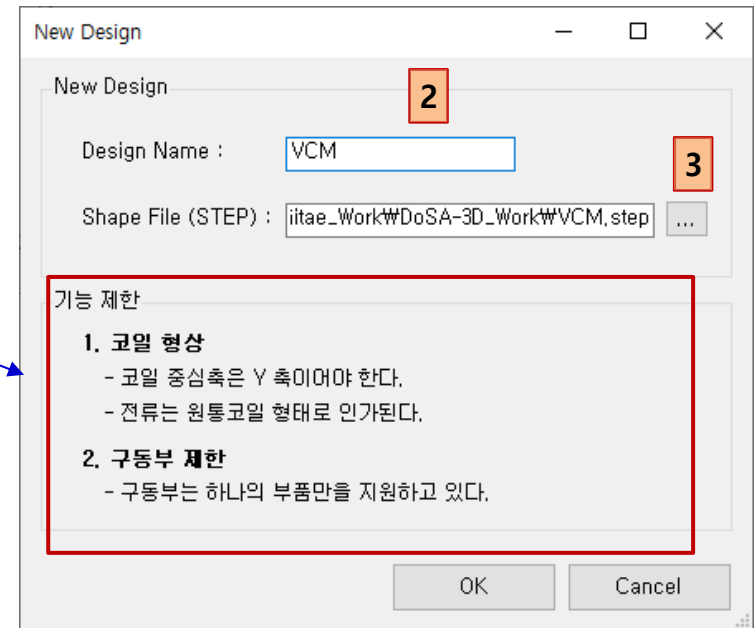 New Design
New Design
2
Design Name :
VCM
3
Shape File (STEP) :
iitae_Work₩DoSA-3D_Work₩VCM.step
...
기능 제한
1. 코일 형상
- 코일 중심축은 Y 축이어야 한다.
- 전류는 원통코일 형태로 인가된다.
2. 구동부 제한
- 구동부는 하나의 부품만을 지원하고 있다.
OK
Cancel